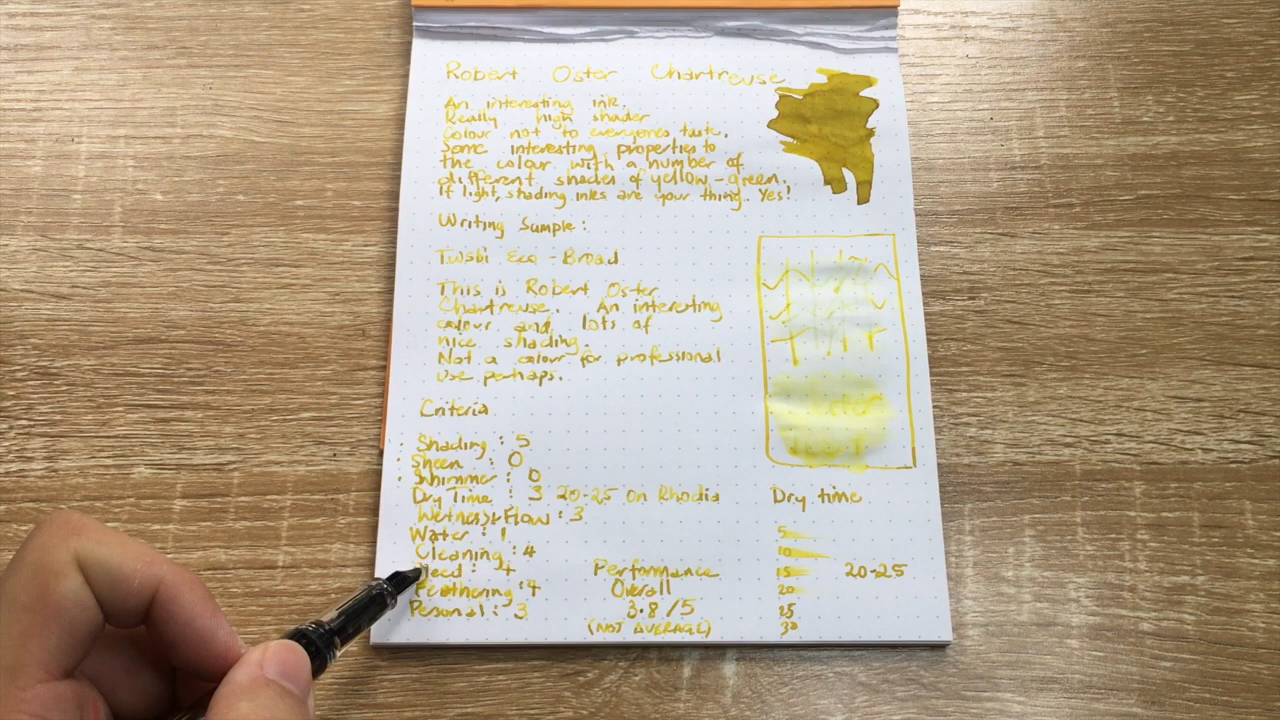 Robert Oster Chartreuse
An interesting ink.
Really high shader
Colour not to everyones taste.
Some interesting properties to
the colour with a number of
different shades of yellow-green.
If light, shading inks are your thing. Yes!
Writing Sample:
Twsbi Eco - Broad
This is Robert Oster
Chartreuse. An interesting
colour and lots of
nice shading.
Not a colour for professional
use perhaps.
Criteria
Shading : 5
Sheen : 0
Shimmer : 0
Dry Time : 3 20-25 on Rhodia
Wetness+Flow : 3
Water : 1
Cleaning : 4
: 4
Feathering : 4
Personal : 3
Performance
Overall
3.8/5
(NOT AVERAGE)
water
test
Dry time
5
10
15
20
25
30
20-25